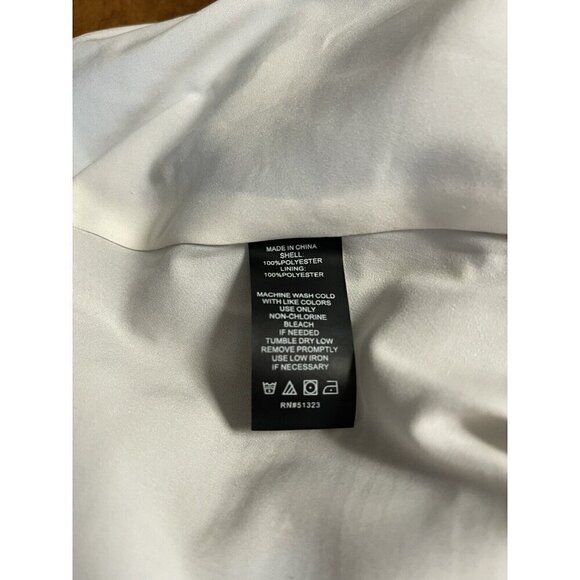 MADE IN CHINA
SHELL:
100%POLYESTER
LINING:
100%POLYESTER
MACHINE WASH COLD
WITH LIKE COLORS
USE ONLY
NON-CHLORINE
BLEACH
IF NEEDED
TUMBLE DRY LOW
REMOVE PROMPTLY
USE LOW IRON
IF NECESSARY
RN#51323